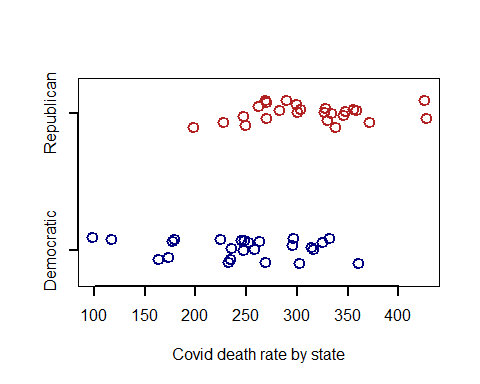 Republican
Democratic
100 150 200 250 300 350 400
Covid death rate by state